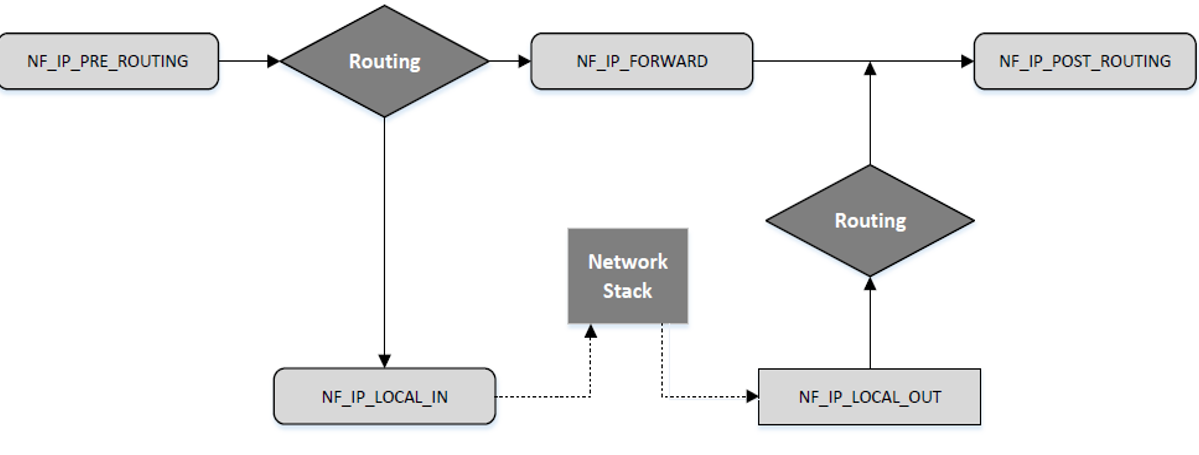 NF_IP_PRE_ROUTING
Routing
NF_IP_FORWARD
NF_IP_POST_ROUTING
Routing
Network
Stack
NF_IP_LOCAL_IN
NF_IP_LOCAL_OUT